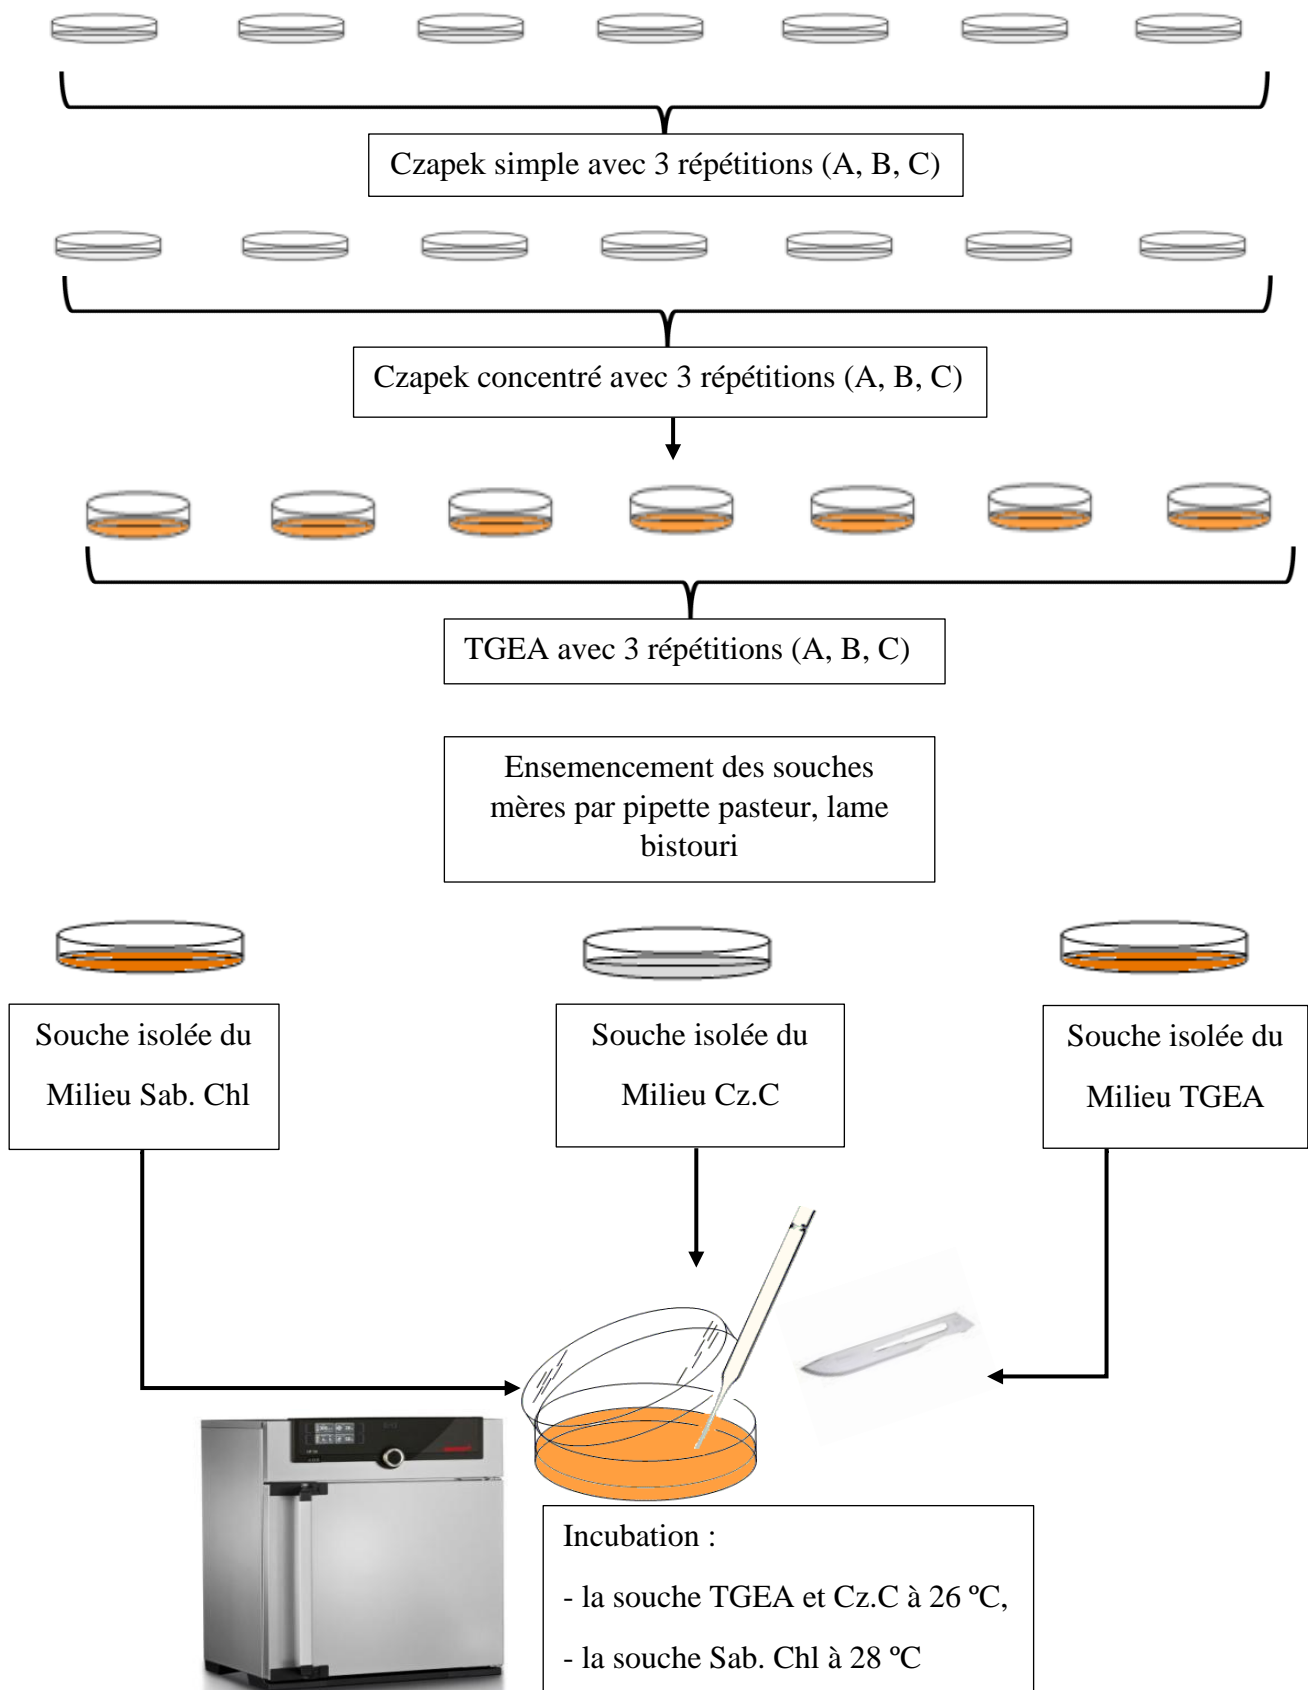 Czapek simple avec 3 répétitions (A, B, C)
Czapek concentré avec 3 répétitions (A, B, C)
TGEA avec 3 répétitions (A, B, C)
Ensemencement des souches
mères par pipette pasteur, lame
bistouri
Souche isolée du
Milieu Sab. Chl
Souche isolée du
Milieu Cz.C
Souche isolée du
Milieu TGEA
Incubation :
- la souche TGEA et Cz.C à 26 ºC,
- la souche Sab. Chl à 28 ºC